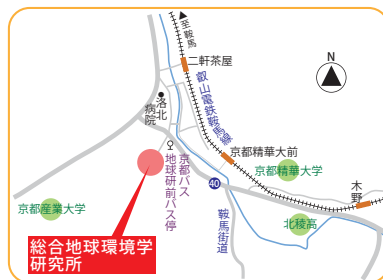 ▲至鞍馬
二軒茶屋
N
洛北
病院
叡山電鉄鞍馬線
京都バス
地球研前バス停
京都精華大前
京都精華大学
40
木野
京都産業大学
鞍馬街道
北稜高
総合地球環境学
研究所